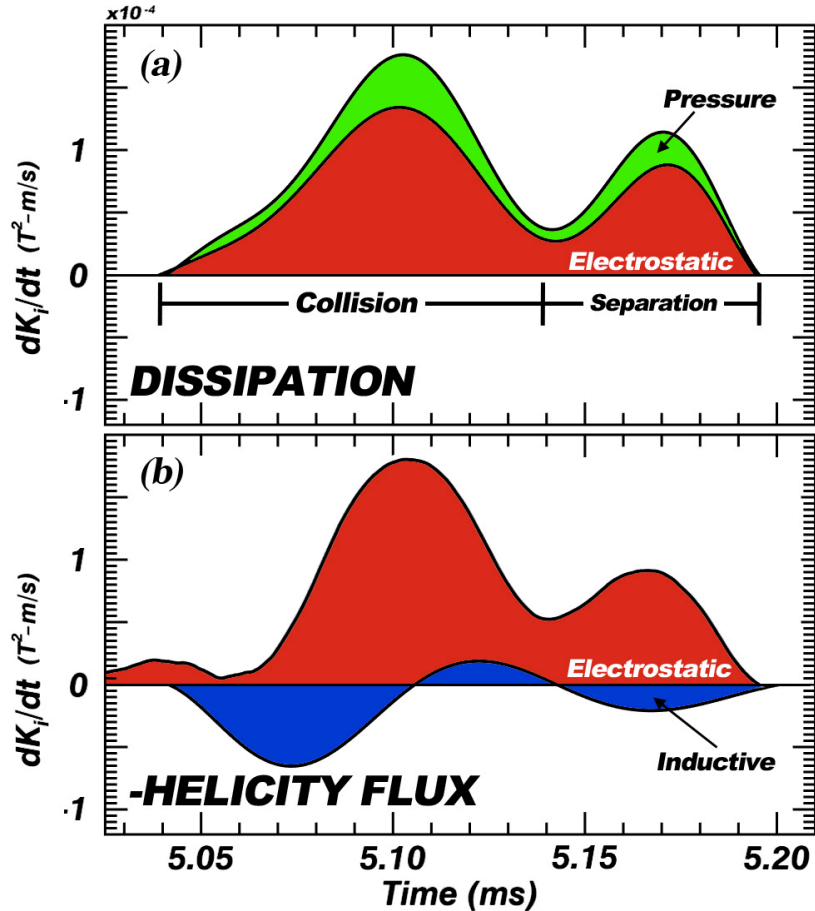 x10⁻⁴
(a)
Pressure
1
dKᵢ/dt (T²-m/s)
0
Electrostatic
Collision
Separation
DISSIPATION
-1
(b)
1
dKᵢ/dt (T²-m/s)
Electrostatic
0
Inductive
-HELICITY FLUX
-1
5.05 5.10 5.15 5.20
Time (ms)